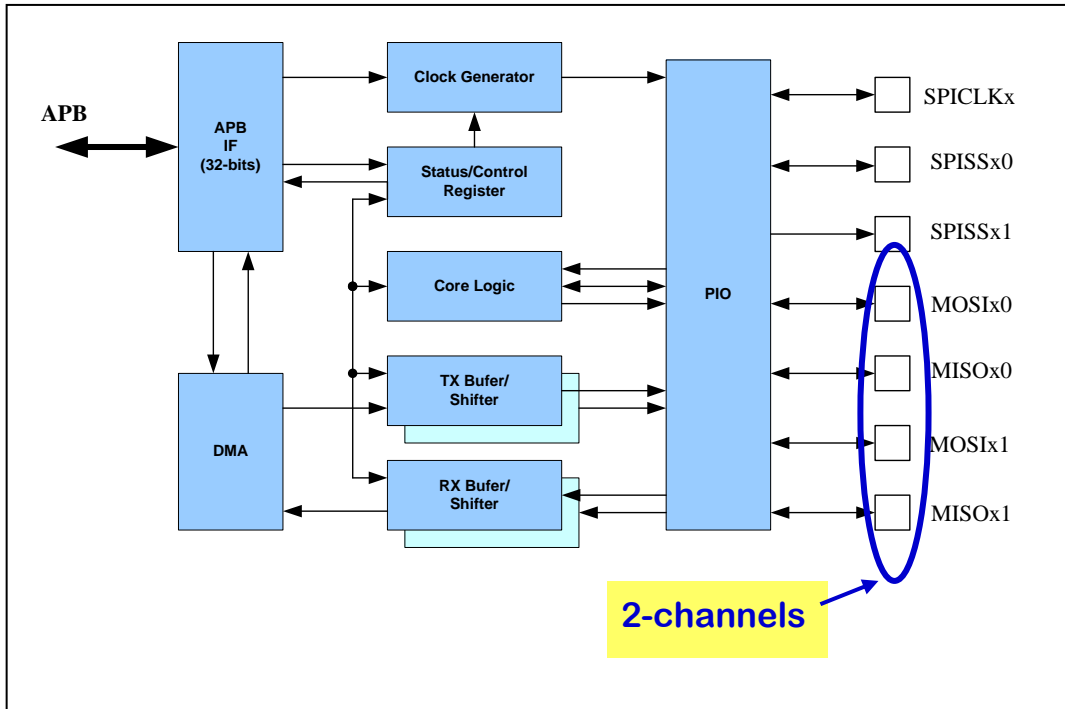 APB
APB
IF
(32-bits)
Clock Generator
Status/Control
Register
Core Logic
TX Bufer/
Shifter
RX Bufer/
Shifter
DMA
PIO
SPICLKx
SPISSx0
SPISSx1
MOSIx0
MISOx0
MOSIx1
MISOx1
2-channels